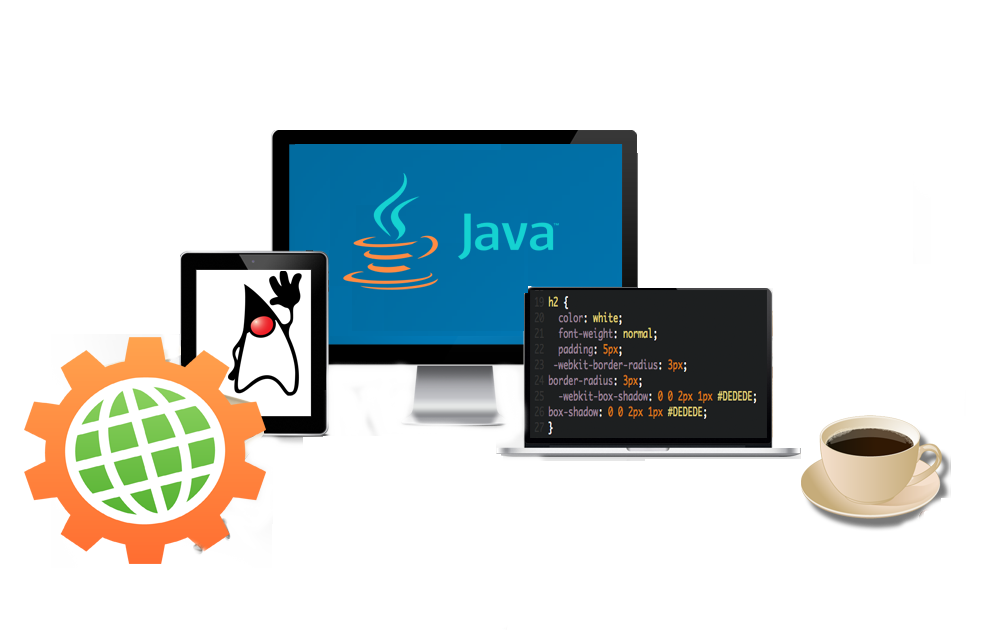 Java™
19 h2 {
20 color: white;
21 font-weight: normal;
22 padding: 5px;
23 -webkit-border-radius: 3px;
24 border-radius: 3px;
25 -webkit-box-shadow: 0 0 2px 1px #DEDEDE;
26 box-shadow: 0 0 2px 1px #DEDEDE;
27 }